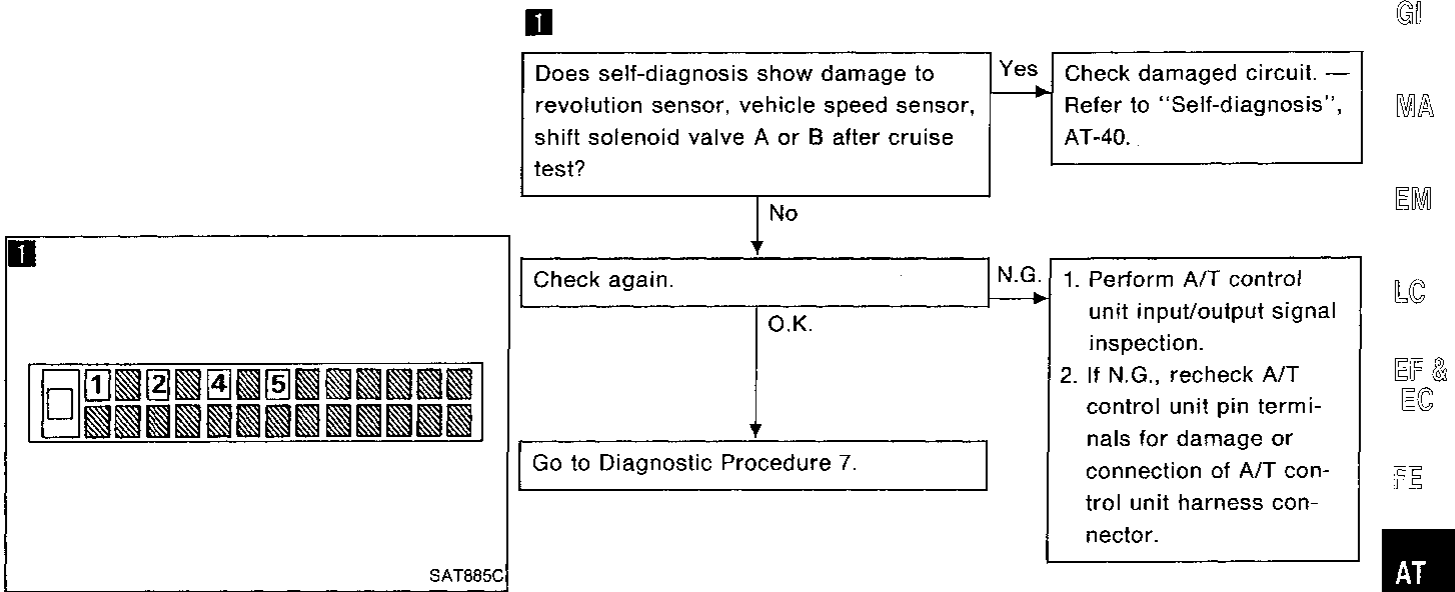 1
Does self-diagnosis show damage to
revolution sensor, vehicle speed sensor,
shift solenoid valve A or B after cruise
test?
Yes
Check damaged circuit. —
Refer to "Self-diagnosis",
AT-40.
No
Check again.
N.G.
1. Perform A/T control
unit input/output signal
inspection.
2. If N.G., recheck A/T
control unit pin termi-
nals for damage or
connection of A/T con-
trol unit harness con-
nector.
O.K.
Go to Diagnostic Procedure 7.
1
1 2 4 5
SAT885C
GI
MA
EM
LC
EF &
EC
FE
AT